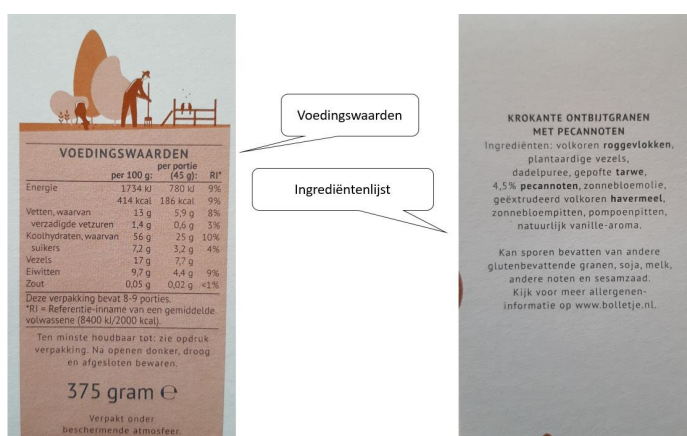 VOEDINGSWAARDEN
per 100 g: per portie (45 g): RI*
Energie 1734 kJ 780 kJ 9%
414 kcal 186 kcal 9%
Vetten, waarvan 13 g 5,9 g 8%
verzadigde vetzuren 1,4 g 0,6 g 3%
Koolhydraten, waarvan 56 g 25 g 10%
suikers 7,2 g 3,2 g 4%
Vezels 17 g 7,7 g
Eiwitten 9,7 g 4,4 g 9%
Zout 0,05 g 0,02 g <1%
Deze verpakking bevat 8-9 porties.
*RI = Referentie-inname van een gemiddelde
volwassene (8400 kJ/2000 kcal).
Ten minste houdbaar tot: zie opdruk
verpakking. Na openen donker, droog
en afgesloten bewaren.
375 gram ℮
Verpakt onder
beschermende atmosfeer.
Voedingswaarden
Ingrediëntenlijst
KROKANTE ONTBIJTGRANEN
MET PECANNOTEN
Ingrediënten: volkoren roggevlokken,
plantaardige vezels,
dadelpuree, gepofte tarwe,
4,5% pecannoten, zonnebloemolie,
geëxtrudeerd volkoren havermeel,
zonnebloempitten, pompoenpitten,
natuurlijk vanille-aroma.
Kan sporen bevatten van andere
glutenbevattende granen, soja, melk,
andere noten en sesamzaad.
Kijk voor meer allergenen-
informatie op www.bolletje.nl.